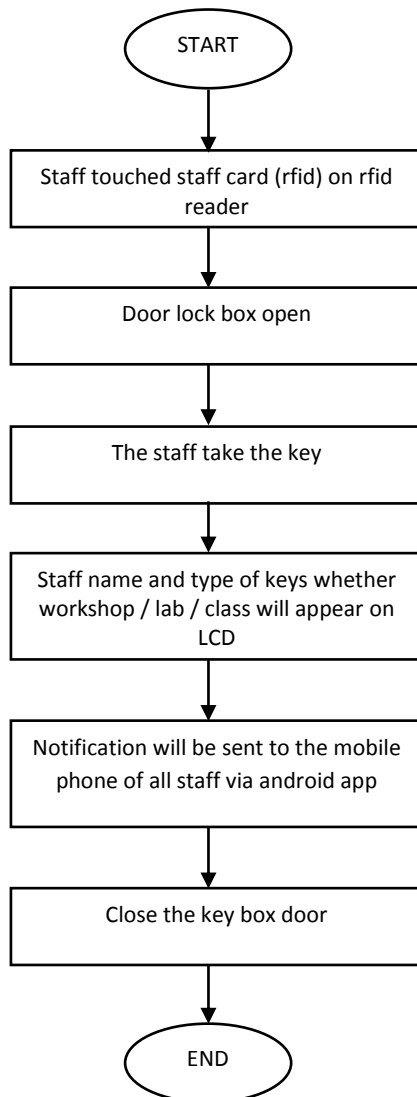 START
Staff touched staff card (rfid) on rfid
reader
Door lock box open
The staff take the key
Staff name and type of keys whether
workshop / lab / class will appear on
LCD
Notification will be sent to the mobile
phone of all staff via android app
Close the key box door
END